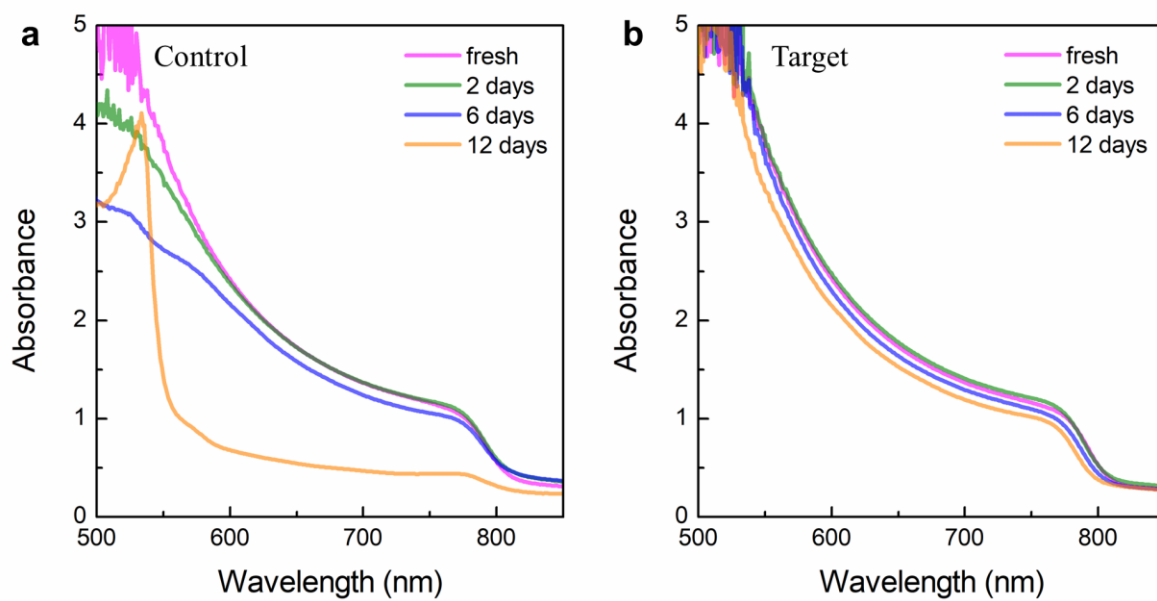 a
Control
fresh
2 days
6 days
12 days
5
4
3
2
1
0
500
600
700
800
Absorbance
Wavelength (nm)
b
Target
fresh
2 days
6 days
12 days
5
4
3
2
1
0
500
600
700
800
Absorbance
Wavelength (nm)